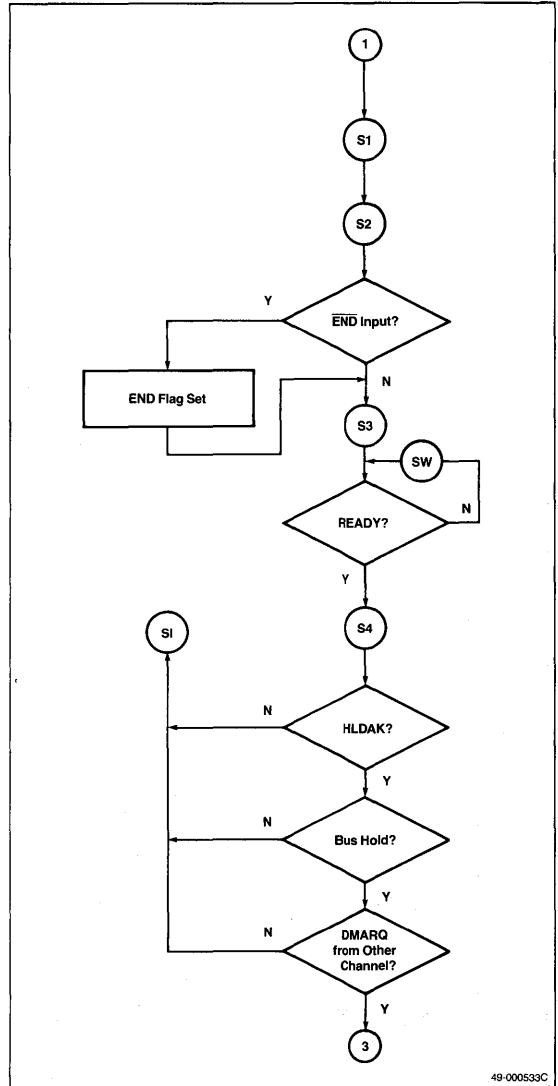 1
S1
S2
Y
E̅N̅D̅ Input?
END Flag Set
N
S3
SW
READY?
N
Y
SI
S4
N
HLDAK?
Y
N
Bus Hold?
Y
N
DMARQ
from Other
Channel?
Y
3
49-000533C